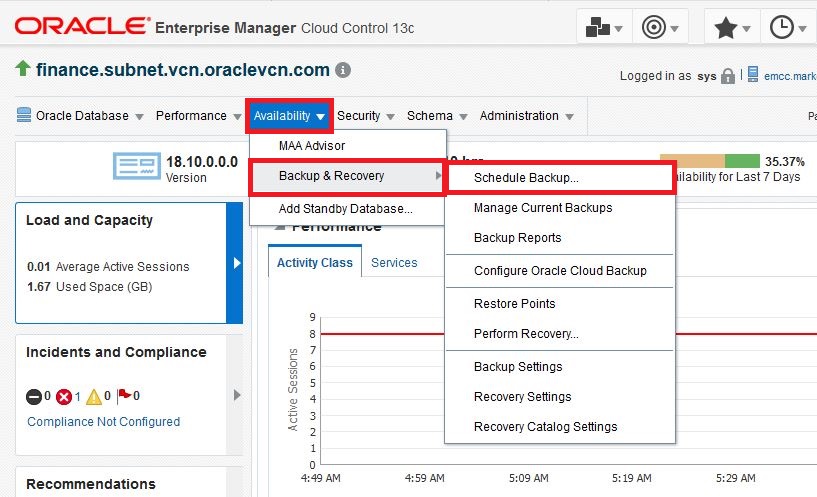 ORACLE Enterprise Manager Cloud Control 13c
finance.subnet.vcn.oraclevcn.com
Logged in as sys
emcc.mark
Oracle Database Performance Availability Security Schema Administration
Pa
MAA Advisor
Backup & Recovery
Add Standby Database...
Schedule Backup...
Manage Current Backups
Backup Reports
Configure Oracle Cloud Backup
Restore Points
Perform Recovery...
Backup Settings
Recovery Settings
Recovery Catalog Settings
18.10.0.0.0
Version
35.37%
ilability for Last 7 Days
Load and Capacity
0.01 Average Active Sessions
1.67 Used Space (GB)
Incidents and Compliance
0 1 0 0
Compliance Not Configured
Recommendations
Performance
Activity Class Services
Active Sessions
9
8
7
6
5
4
3
2
1
0
4:49 AM 4:59 AM 5:09 AM 5:19 AM 5:29 AM